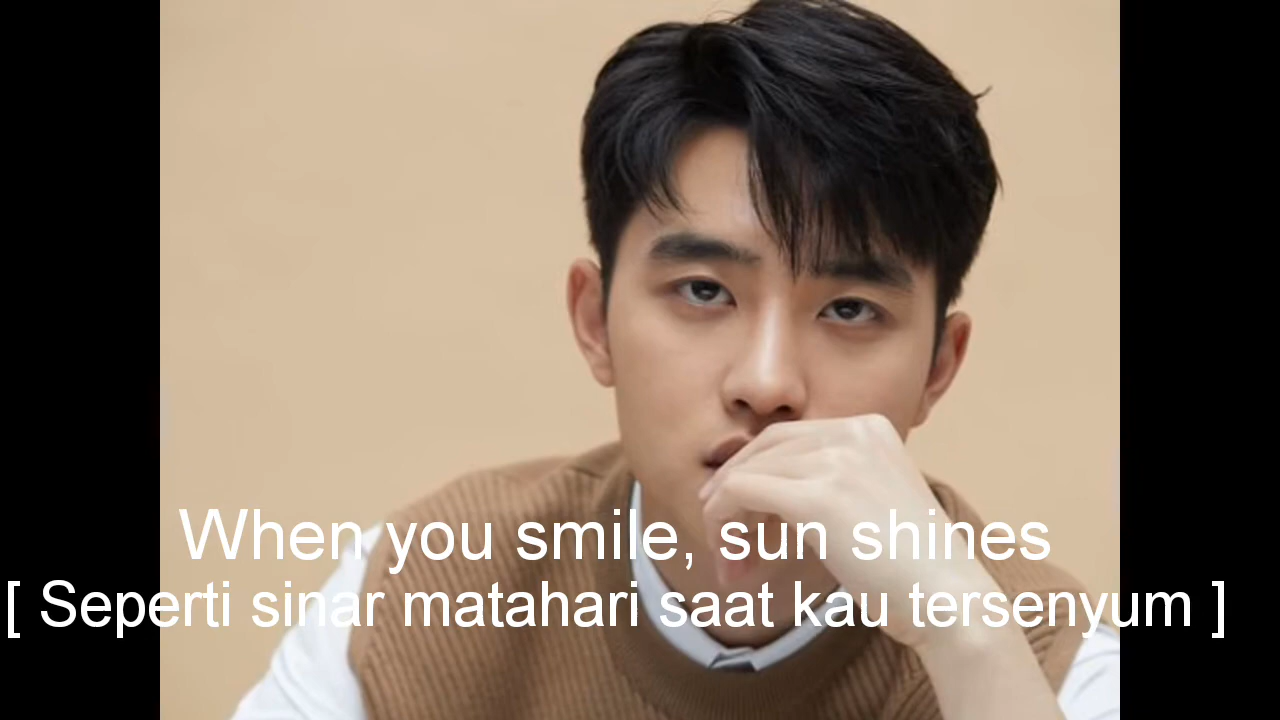 When you smile, sun shines
[ Seperti sinar matahari saat kau tersenyum ]